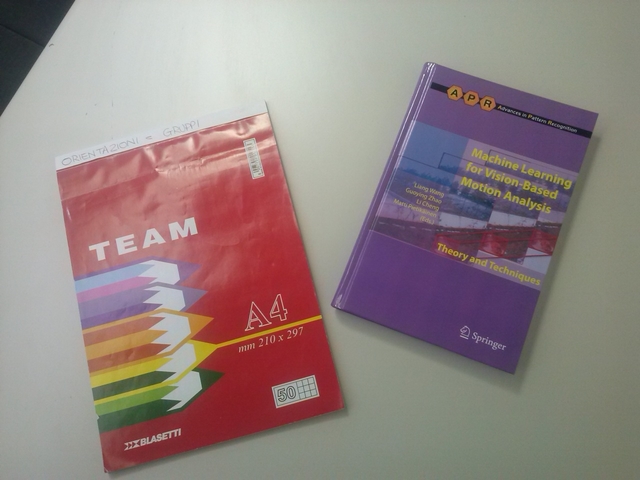 ORIENTAZIONI = GRUPPI
TEAM
A4
mm 210 x 297
50
BLASETTI
APR
Advances in Pattern Recognition
Machine Learning
for Vision-Based
Motion Analysis
Liang Wang
Guoying Zhao
Li Cheng
Matti Pietikäinen
Theory and Techniques
Springer